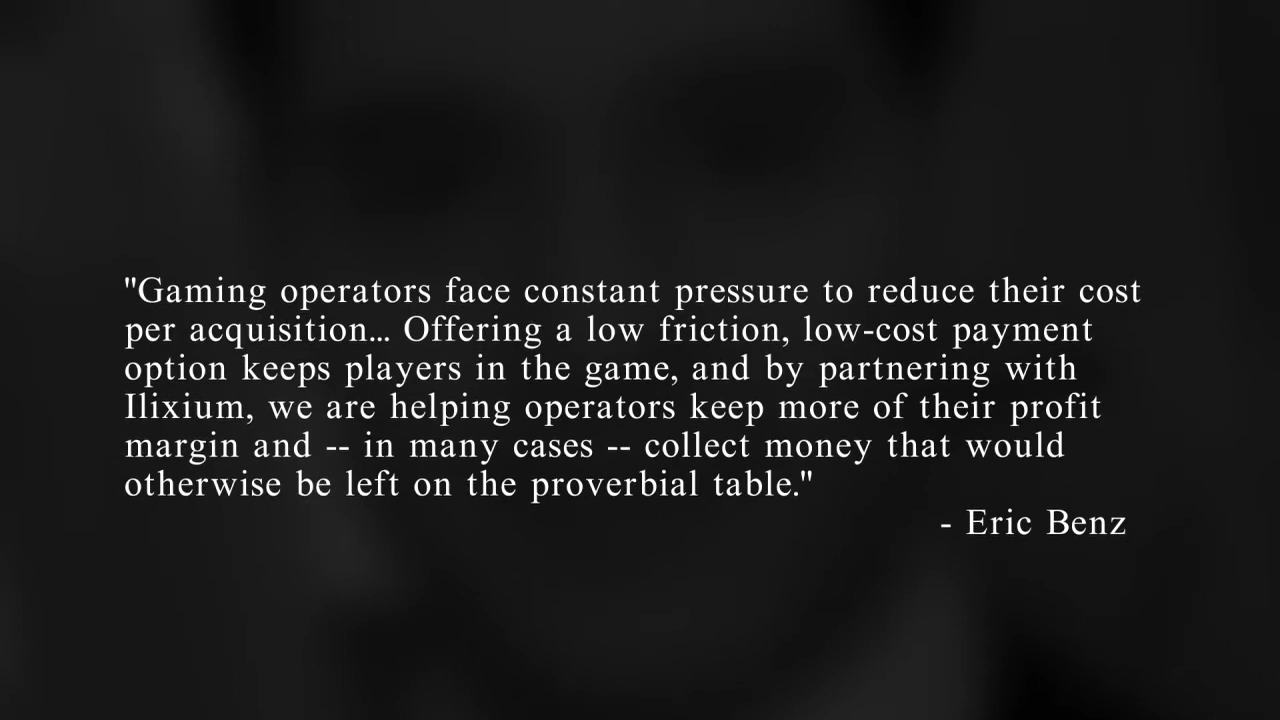 "Gaming operators face constant pressure to reduce their cost
per acquisition... Offering a low friction, low-cost payment
option keeps players in the game, and by partnering with
Ilixium, we are helping operators keep more of their profit
margin and -- in many cases -- collect money that would
otherwise be left on the proverbial table."
- Eric Benz